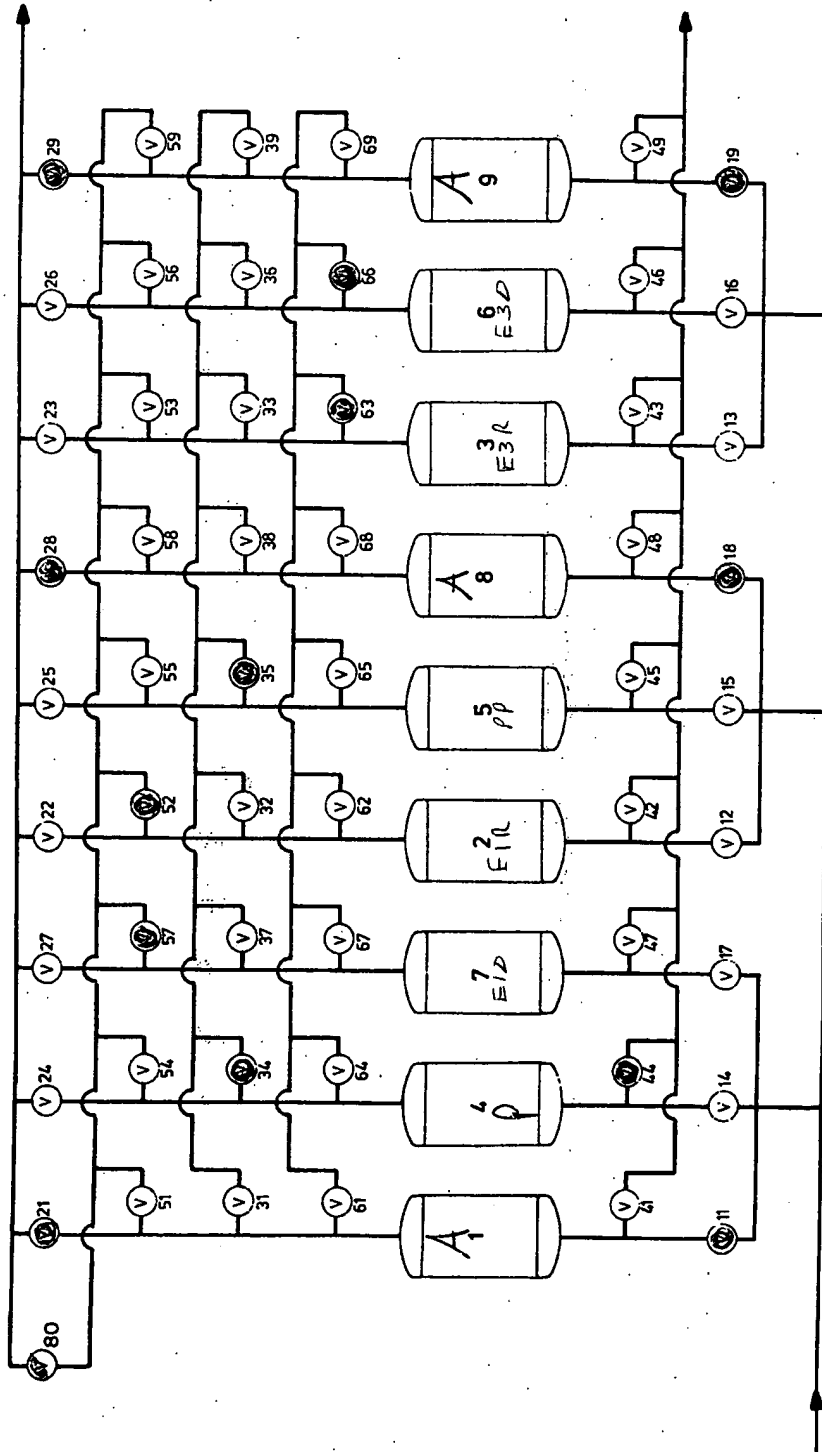 80
21
V 24
V 27
V 22
V 25
28
V 23
V 26
29
V 51
V 54
57
52
V 55
V 58
V 53
V 56
V 59
V 31
34
V 37
V 32
35
V 38
V 33
V 36
V 39
V 61
V 64
V 67
V 62
V 65
V 68
63
66
V 69
A 1
4
7
E1D
2
E1R
5
PP
A
8
3
E3R
6
E3D
A
9
V 41
44
V 47
V 42
V 45
V 48
V 43
V 46
V 49
11
V 14
V 17
V 12
V 15
18
V 13
V 16
19